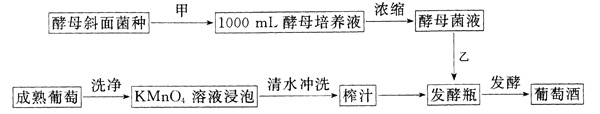 甲 浓缩
酵母斜面菌种 1000 mL 酵母培养液 酵母菌液
乙
洗净 清水冲洗 发酵
成熟葡萄 KMnO₄ 溶液浸泡 榨汁 发酵瓶 葡萄酒